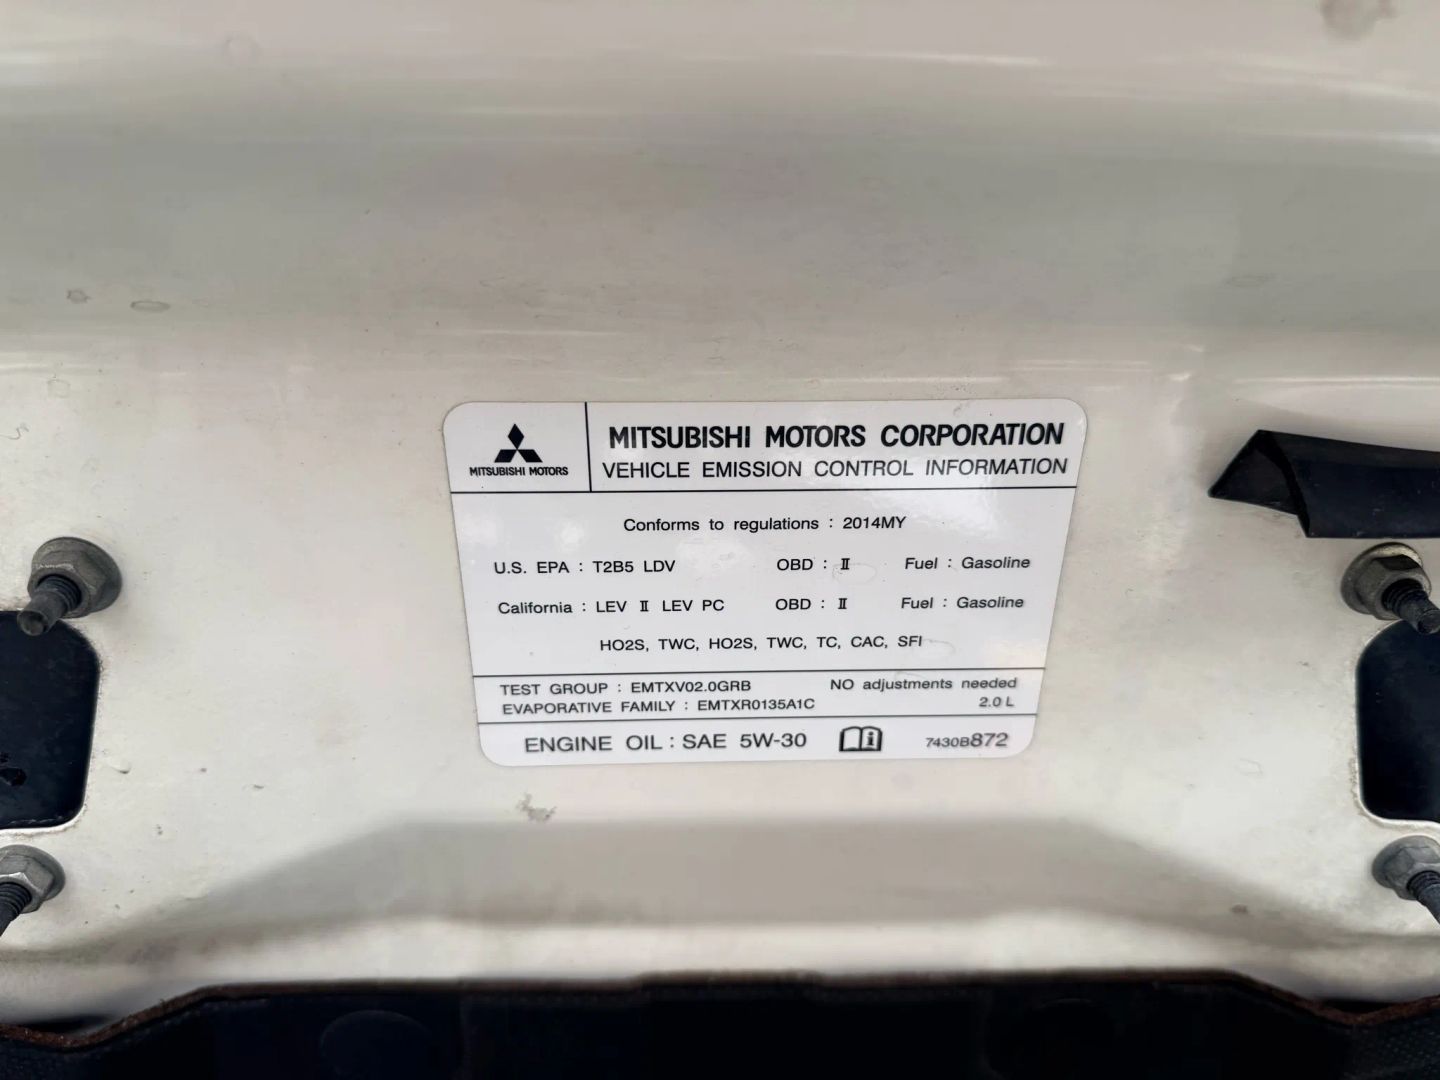 MITSUBISHI MOTORS
MITSUBISHI MOTORS CORPORATION
VEHICLE EMISSION CONTROL INFORMATION
Conforms to regulations : 2014MY
U.S. EPA : T2B5 LDV OBD : Ⅱ Fuel : Gasoline
California : LEV Ⅱ LEV PC OBD : Ⅱ Fuel : Gasoline
HO2S, TWC, HO2S, TWC, TC, CAC, SFI
TEST GROUP : EMTXV02.0GRB NO adjustments needed
EVAPORATIVE FAMILY : EMTXR0135A1C 2.0 L
ENGINE OIL : SAE 5W-30 i 7430B872